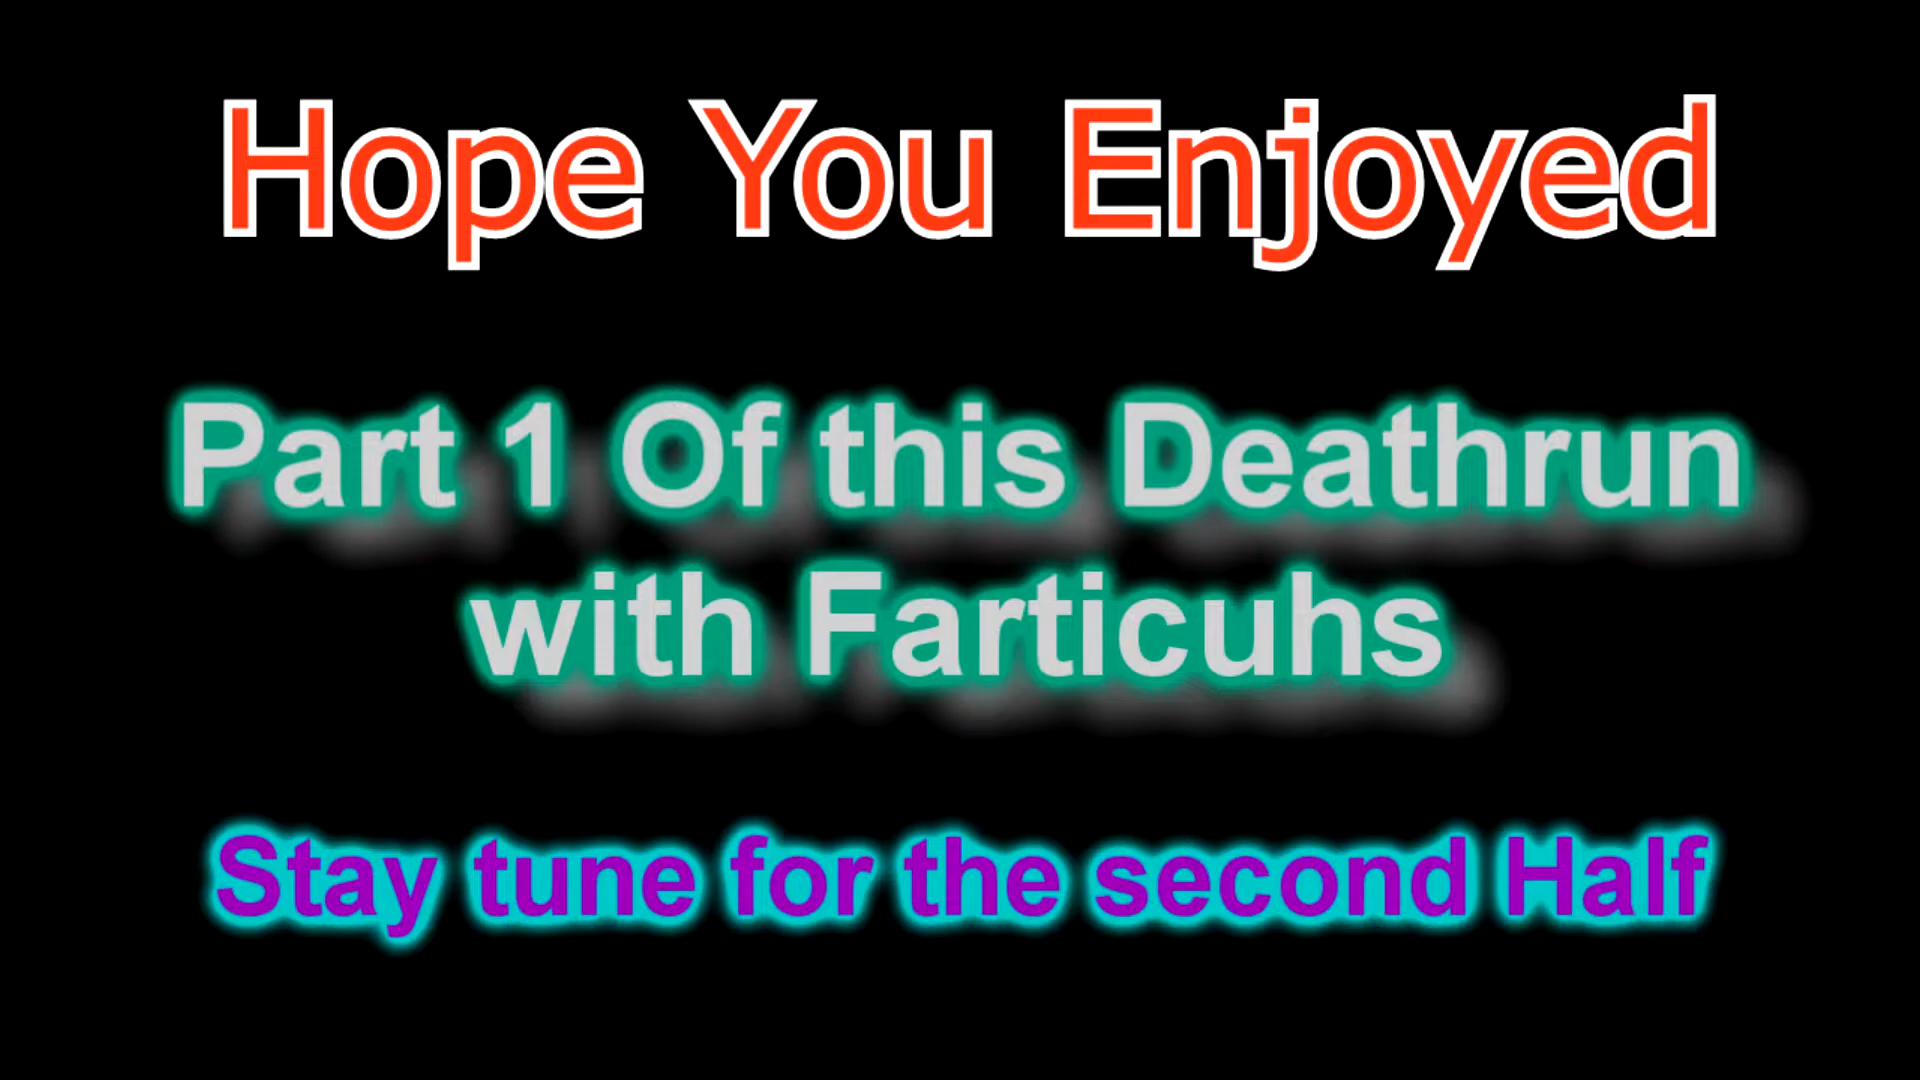 Hope You Enjoyed
Part 1 Of this Deathrun
with Farticuhs
Stay tune for the second Half